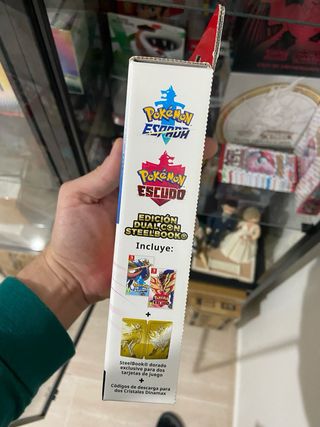 POKÉMON
ESPADA
POKÉMON
ESCUDO
EDICIÓN
DUAL CON
STEELBOOK®
Incluye:
+
SteelBook® dorado
exclusivo para dos
tarjetas de juego
+
Códigos de descarga para
dos Cristales Dinamax